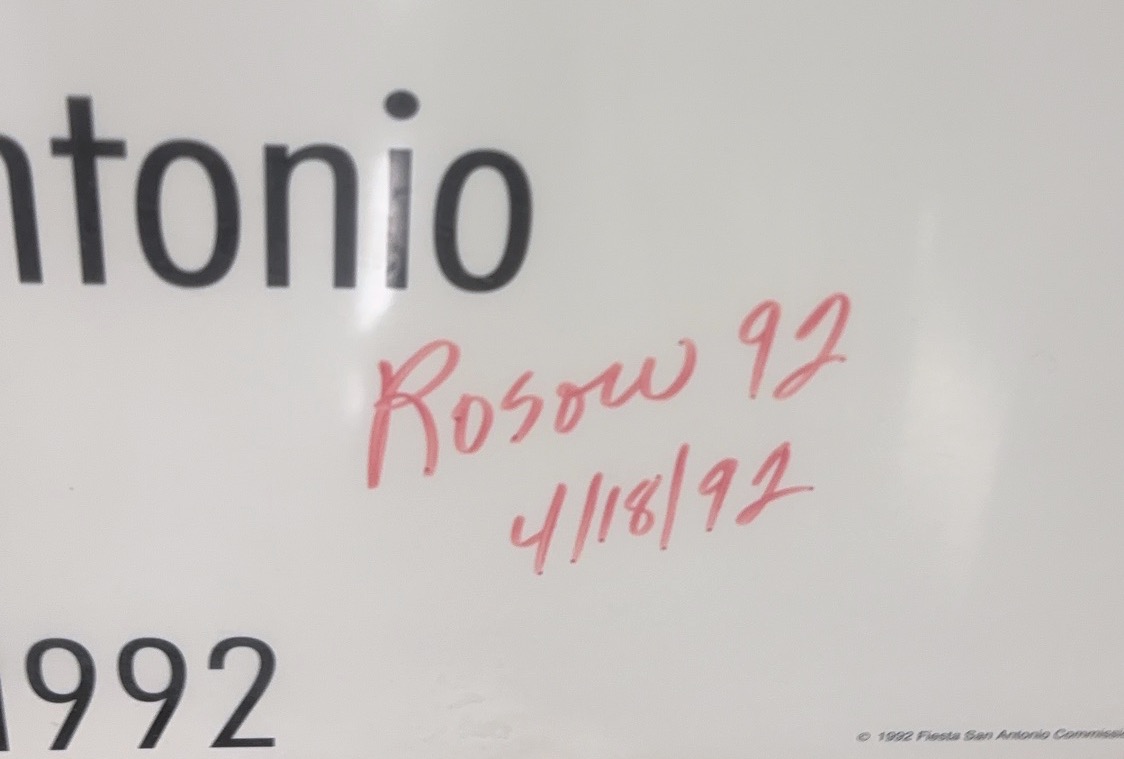 ntonio
Rosow 92
4/18/92
1992
© 1992 Fiesta San Antonio Commissi